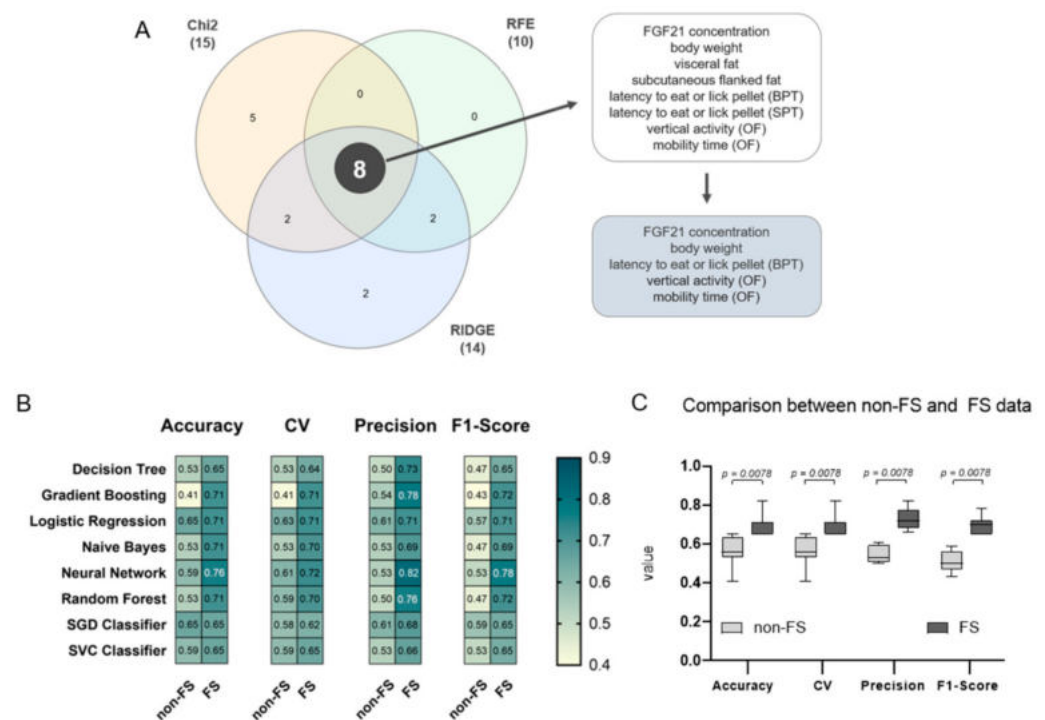 A
Chi2
(15)
RFE
(10)
5
0
0
8
2
2
2
RIDGE
(14)
FGF21 concentration
body weight
visceral fat
subcutaneous flanked fat
latency to eat or lick pellet (BPT)
latency to eat or lick pellet (SPT)
vertical activity (OF)
mobility time (OF)
FGF21 concentration
body weight
latency to eat or lick pellet (BPT)
vertical activity (OF)
mobility time (OF)
B
Accuracy CV Precision F1-Score
Decision Tree 0.53 0.65 0.53 0.64 0.50 0.73 0.47 0.65
Gradient Boosting 0.41 0.71 0.41 0.71 0.54 0.78 0.43 0.72
Logistic Regression 0.65 0.71 0.63 0.71 0.61 0.71 0.57 0.71
Naive Bayes 0.53 0.71 0.53 0.70 0.53 0.69 0.47 0.69
Neural Network 0.59 0.76 0.61 0.72 0.53 0.82 0.53 0.78
Random Forest 0.53 0.71 0.59 0.70 0.50 0.76 0.47 0.72
SGD Classifier 0.65 0.65 0.58 0.62 0.61 0.68 0.59 0.65
SVC Classifier 0.53 0.65 0.59 0.65 0.53 0.66 0.53 0.65
non-FS FS non-FS FS non-FS FS non-FS FS
0.9
0.8
0.7
0.6
0.5
0.4
C
Comparison between non-FS and FS data
p = 0.0078 p = 0.0078 p = 0.0078 p = 0.0078
value
1.0
0.8
0.6
0.4
0.2
0.0
non-FS FS
Accuracy CV Precision F1-Score